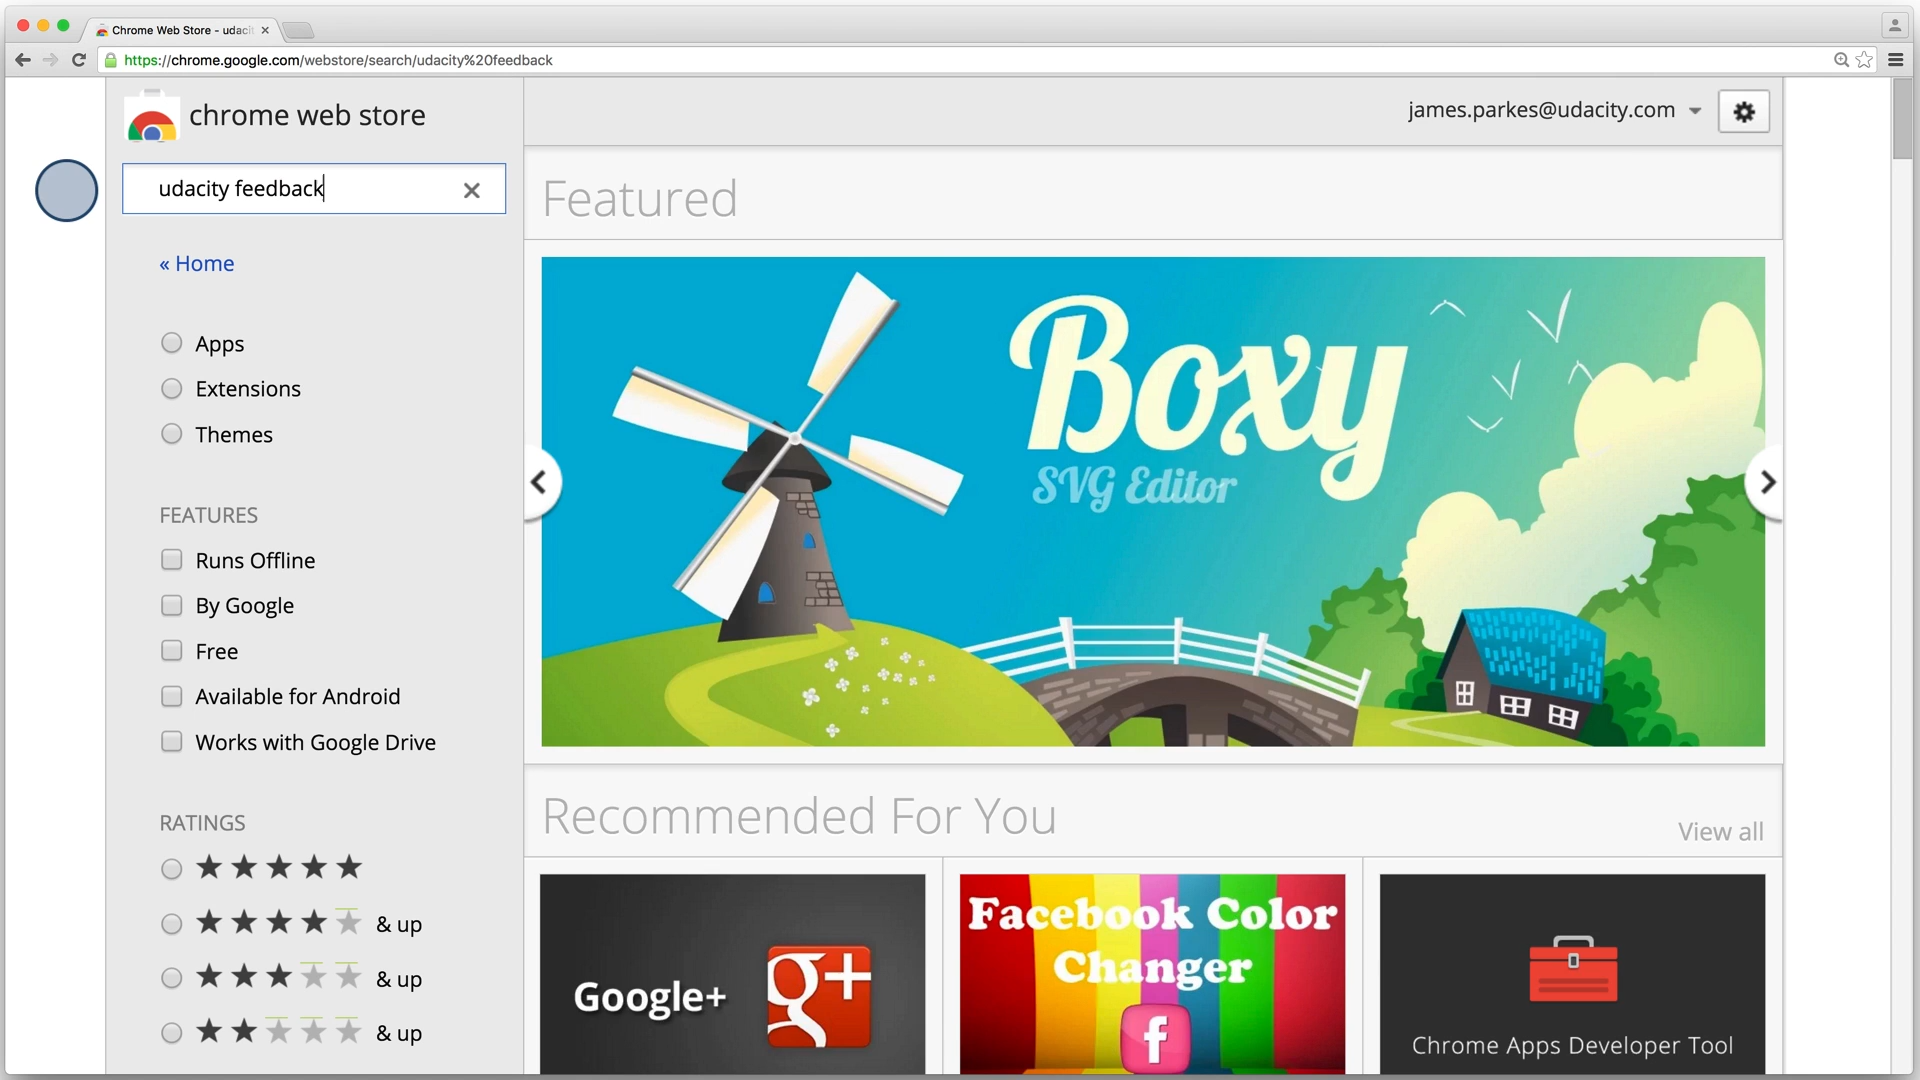 Chrome Web Store - udaci
https://chrome.google.com/webstore/search/udacity%20feedback
chrome web store
james.parkes@udacity.com
udacity feedback
« Home
Apps
Extensions
Themes
FEATURES
Runs Offline
By Google
Free
Available for Android
Works with Google Drive
RATINGS
& up
& up
& up
Featured
Boxy
SVG Editor
Recommended For You
View all
Google+
g+
Facebook Color
Changer
f
Chrome Apps Developer Tool